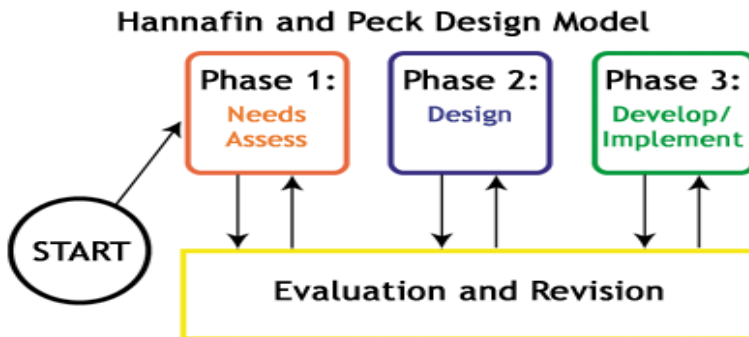 Hannafin and Peck Design Model
Phase 1:
Needs
Assess
Phase 2:
Design
Phase 3:
Develop/
Implement
START
Evaluation and Revision